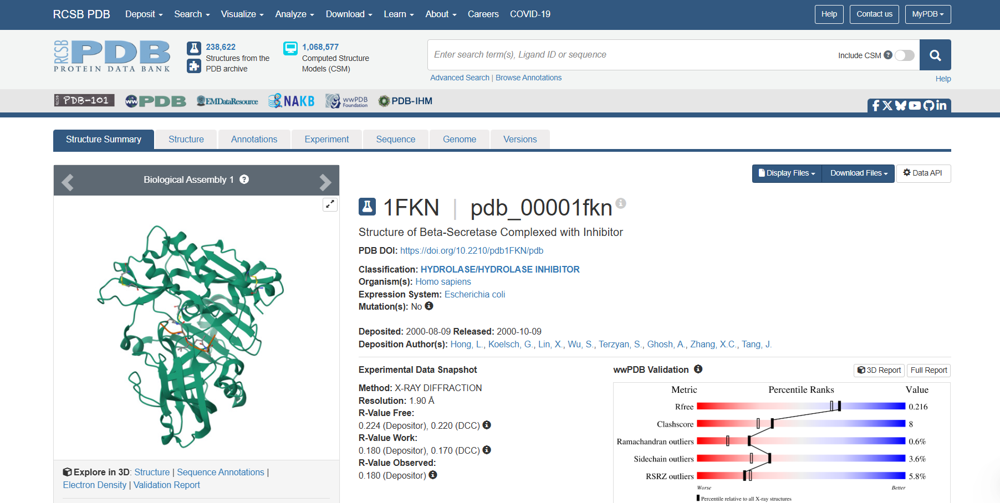 RCSB PDB Deposit Search Visualize Analyze Download Learn About Careers COVID-19 Help Contact us MyPDB
RCSB PDB
PROTEIN DATA BANK
238,622
Structures from the
PDB archive
1,068,577
Computed Structure
Models (CSM)
Enter search term(s), Ligand ID or sequence
Include CSM
Advanced Search | Browse Annotations
Help
RCSB PDB-101 wwPDB EMDataResource NAKB wwPDB Foundation PDB-IHM
Structure Summary Structure Annotations Experiment Sequence Genome Versions
Biological Assembly 1
Display Files Download Files Data API
1FKN | pdb_00001fkn
Structure of Beta-Secretase Complexed with Inhibitor
PDB DOI: https://doi.org/10.2210/pdb1FKN/pdb
Classification: HYDROLASE/HYDROLASE INHIBITOR
Organism(s): Homo sapiens
Expression System: Escherichia coli
Mutation(s): No
Deposited: 2000-08-09 Released: 2000-10-09
Deposition Author(s): Hong, L., Koelsch, G., Lin, X., Wu, S., Terzyan, S., Ghosh, A., Zhang, X.C., Tang, J.
Experimental Data Snapshot
Method: X-RAY DIFFRACTION
Resolution: 1.90 Å
R-Value Free:
0.224 (Depositor), 0.220 (DCC)
R-Value Work:
0.180 (Depositor), 0.170 (DCC)
R-Value Observed:
0.180 (Depositor)
wwPDB Validation
3D Report Full Report
Metric Percentile Ranks Value
Rfree 0.216
Clashscore 8
Ramachandran outliers 0.6%
Sidechain outliers 3.6%
RSRZ outliers 5.8%
Worse Better
Percentile relative to all X-ray structures
Explore in 3D: Structure | Sequence Annotations |
Electron Density | Validation Report